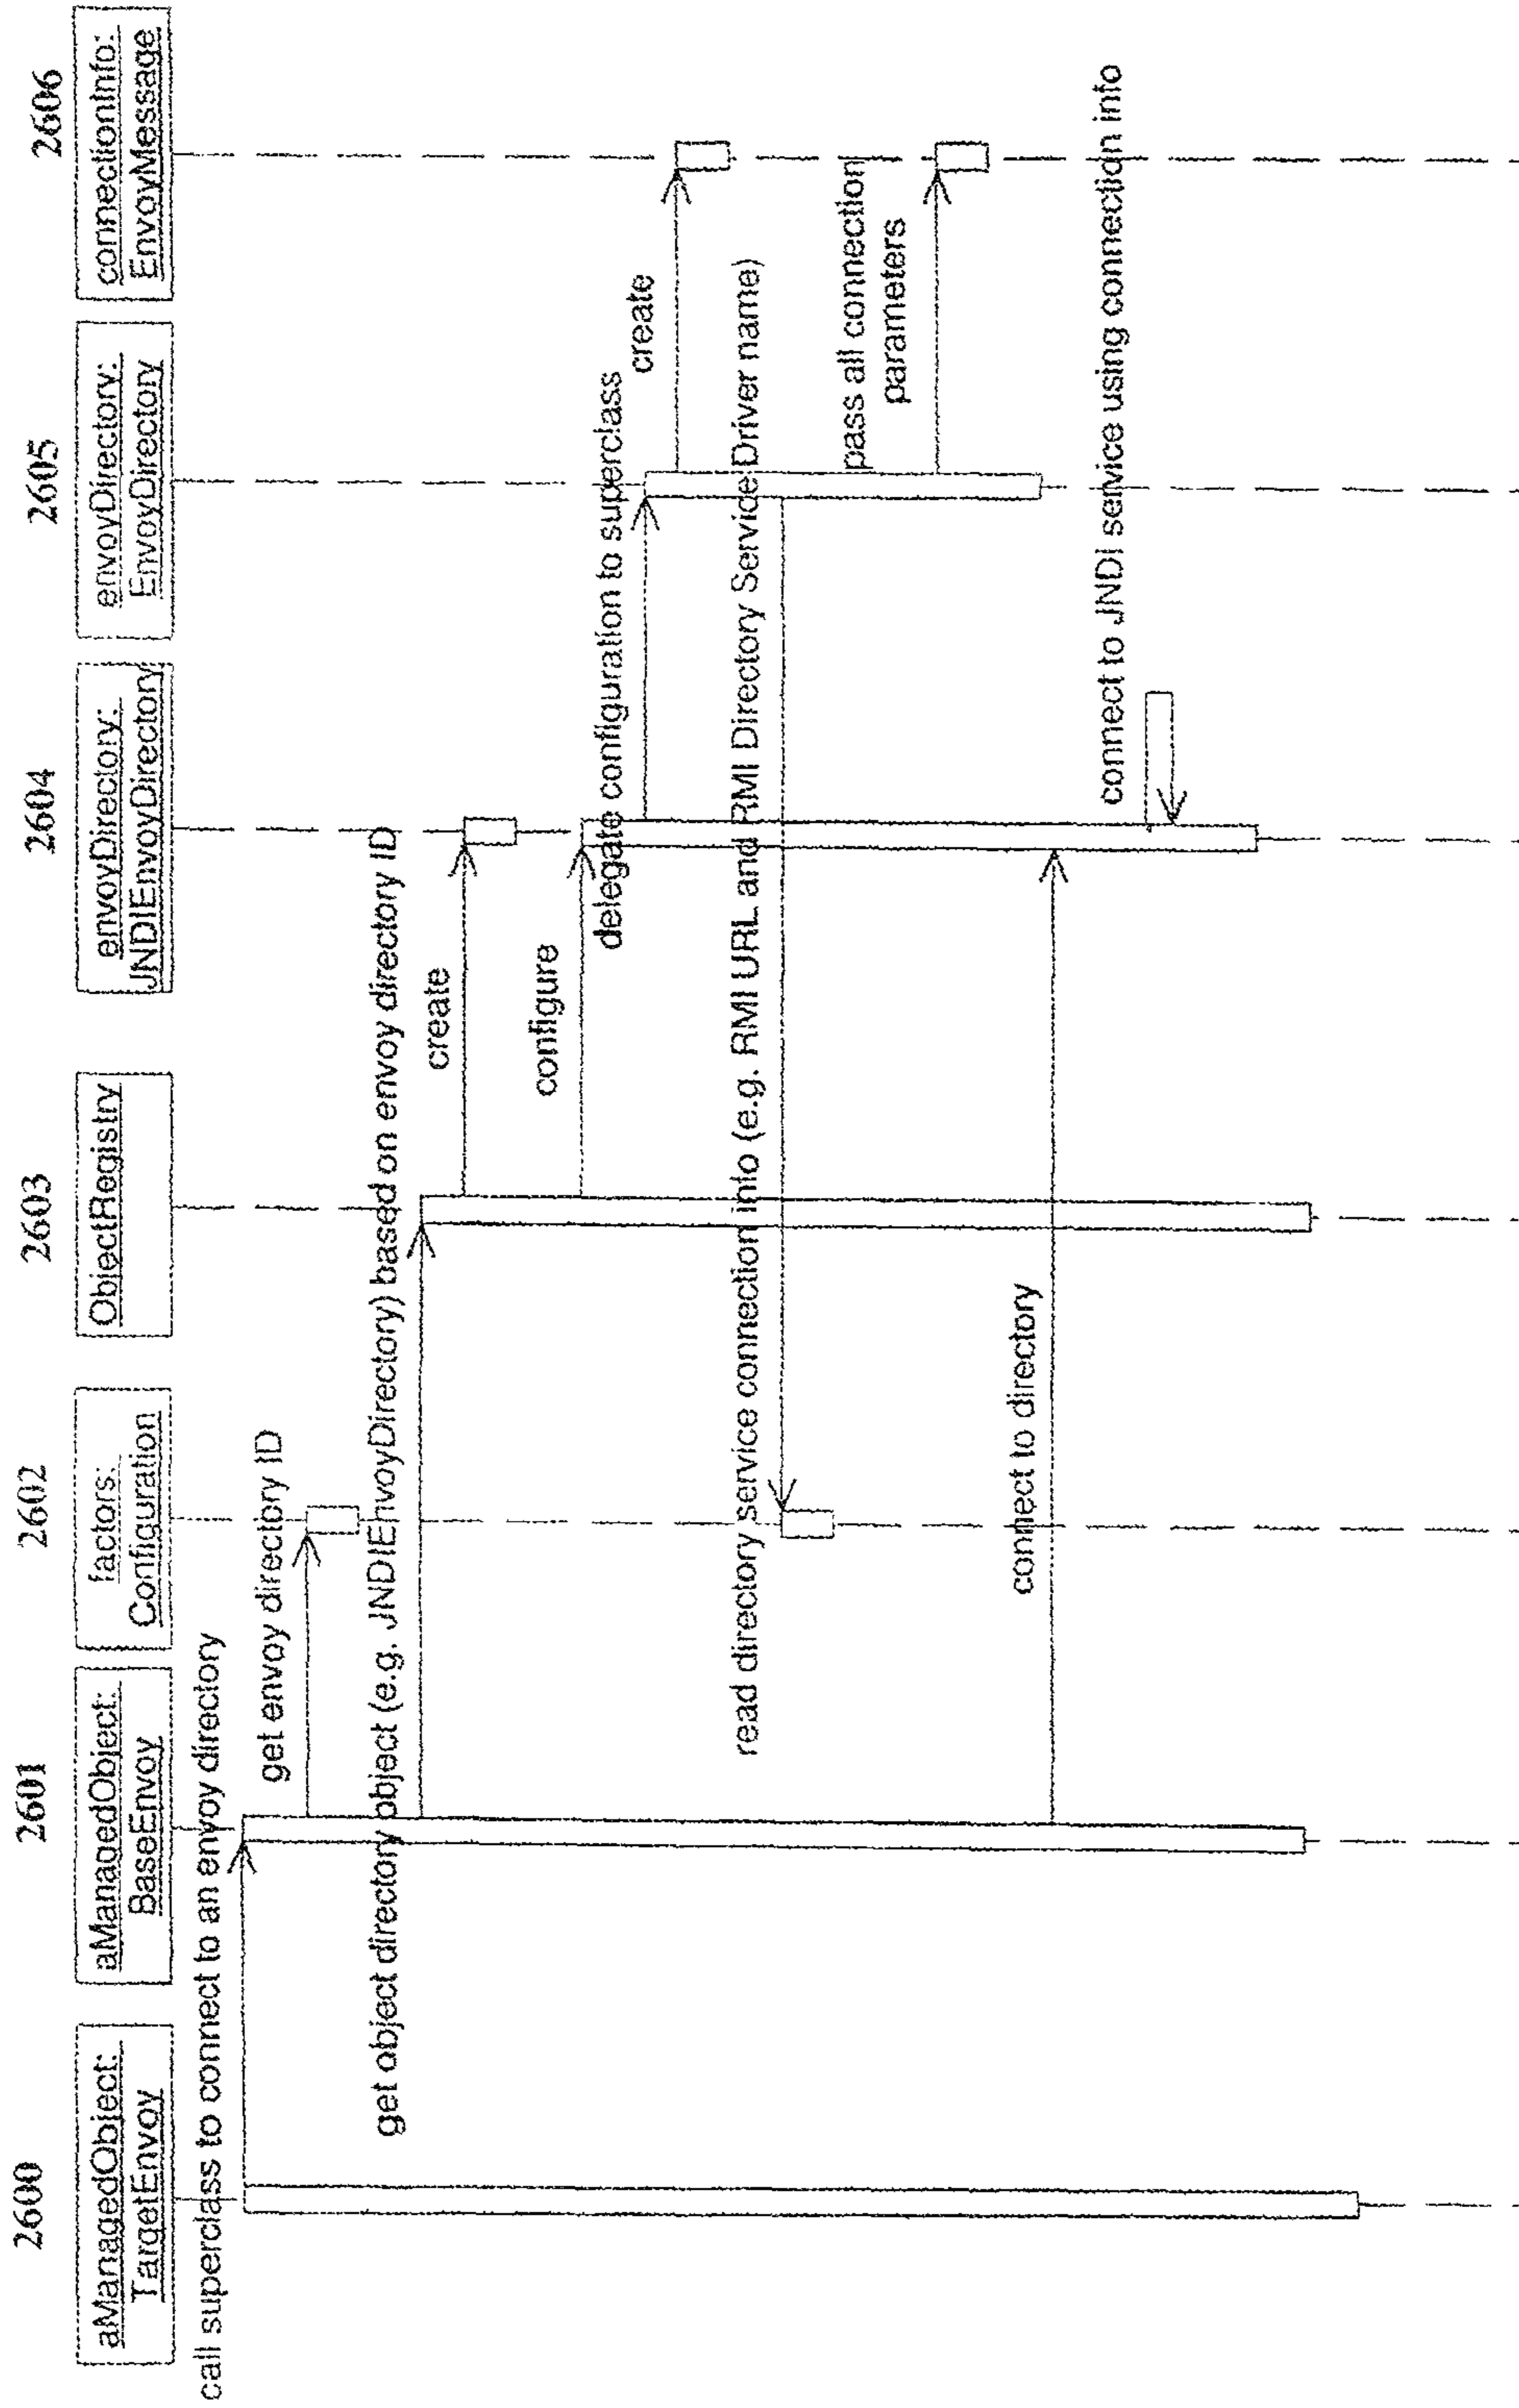 2600
2601
2602
2603
2604
2605
2606
aManagedObject:
TargetEnvoy
aManagedObject:
BaseEnvoy
factors:
Configuration
ObjectRegistry
envoyDirectory:
JNDIEnvoyDirectory
envoyDirectory:
EnvoyDirectory
connectionInfo:
EnvoyMessage
call superclass to connect to an envoy directory
get envoy directory ID
get object directory object (e.g. JNDIEnvoyDirectory) based on envoy directory ID
create
configure
delegate configuration to superclass
create
read directory service connection info (e.g. RMI URL and RMI Directory Service Driver name)
pass all connection
parameters
connect to directory
connect to JNDI service using connection info